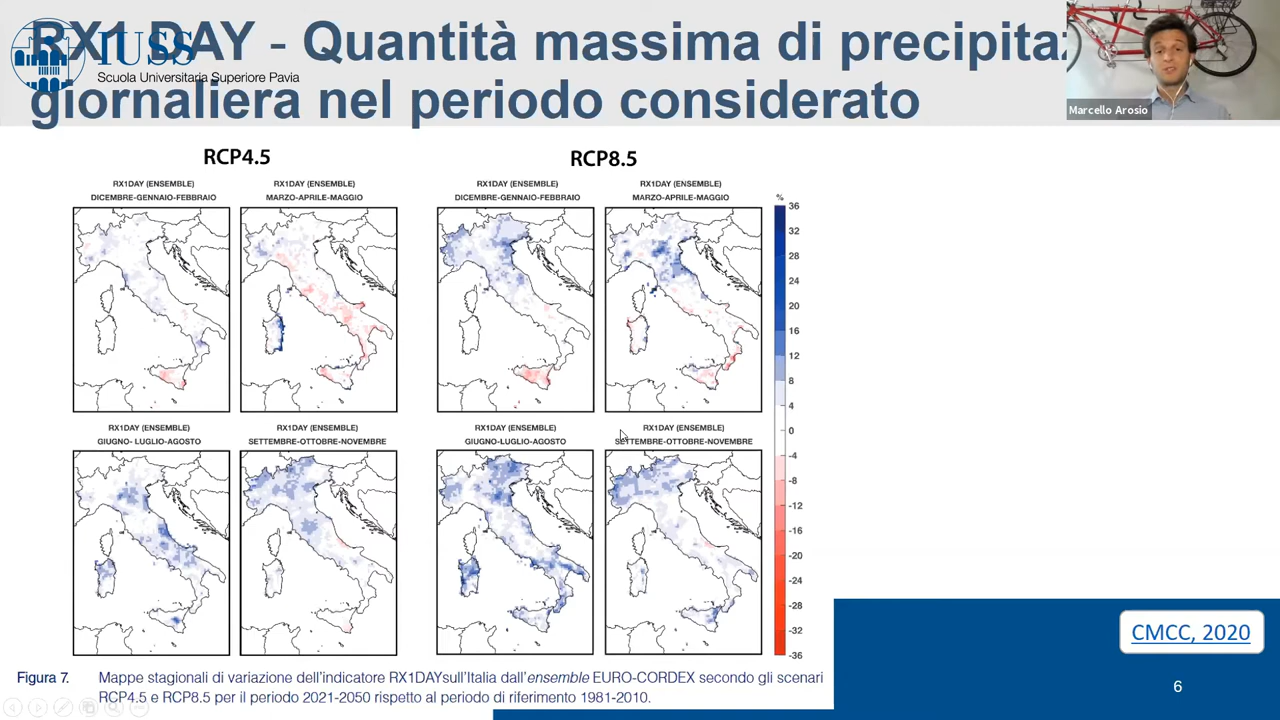 RX1 DAY - Quantità massima di precipitaz
IUSS
Scuola Universitaria Superiore Pavia
giornaliera nel periodo considerato
Marcello Arosio
RCP4.5
RCP8.5
RX1DAY (ENSEMBLE)
DICEMBRE-GENNAIO-FEBBRAIO
RX1DAY (ENSEMBLE)
MARZO-APRILE-MAGGIO
RX1DAY (ENSEMBLE)
DICEMBRE-GENNAIO-FEBBRAIO
RX1DAY (ENSEMBLE)
MARZO-APRILE-MAGGIO
RX1DAY (ENSEMBLE)
GIUGNO- LUGLIO-AGOSTO
RX1DAY (ENSEMBLE)
SETTEMBRE-OTTOBRE-NOVEMBRE
RX1DAY (ENSEMBLE)
GIUGNO-LUGLIO-AGOSTO
RX1DAY (ENSEMBLE)
SETTEMBRE-OTTOBRE-NOVEMBRE
%
36
32
28
24
20
16
12
8
4
0
-4
-8
-12
-16
-20
-24
-28
-32
-36
CMCC, 2020
Figura 7. Mappe stagionali di variazione dell'indicatore RX1DAYsull'Italia dall'ensemble EURO-CORDEX secondo gli scenari
RCP4.5 e RCP8.5 per il periodo 2021-2050 rispetto al periodo di riferimento 1981-2010.
6